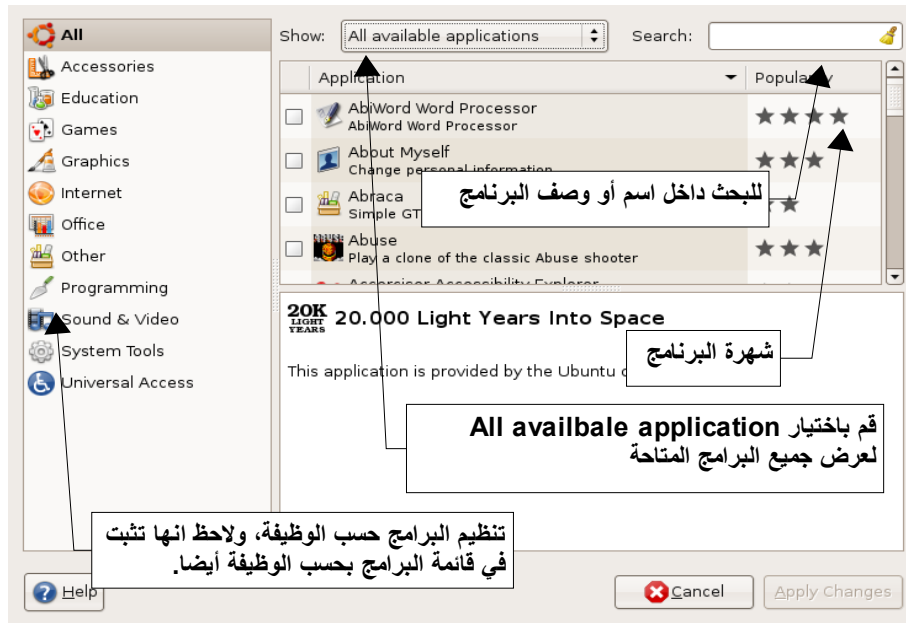 All
Show: All available applications Search:
Accessories
Education
Games
Graphics
Internet
Office
Other
Programming
Sound & Video
System Tools
Universal Access
Application Popularity
AbiWord Word Processor
AbiWord Word Processor
About Myself
Change personal information
Abraca
Simple GT
Abuse
Play a clone of the classic Abuse shooter
Accerciser Accessibility Explorer
للبحث داخل اسم أو وصف البرنامج
20K
LIGHT
YEARS
20.000 Light Years Into Space
شهرة البرنامج
This application is provided by the Ubuntu
قم باختيار All availbale application
لعرض جميع البرامج المتاحة
تنظيم البرامج حسب الوظيفة، ولاحظ انها تثبت
في قائمة البرامج بحسب الوظيفة أيضا.
Help
Cancel
Apply Changes